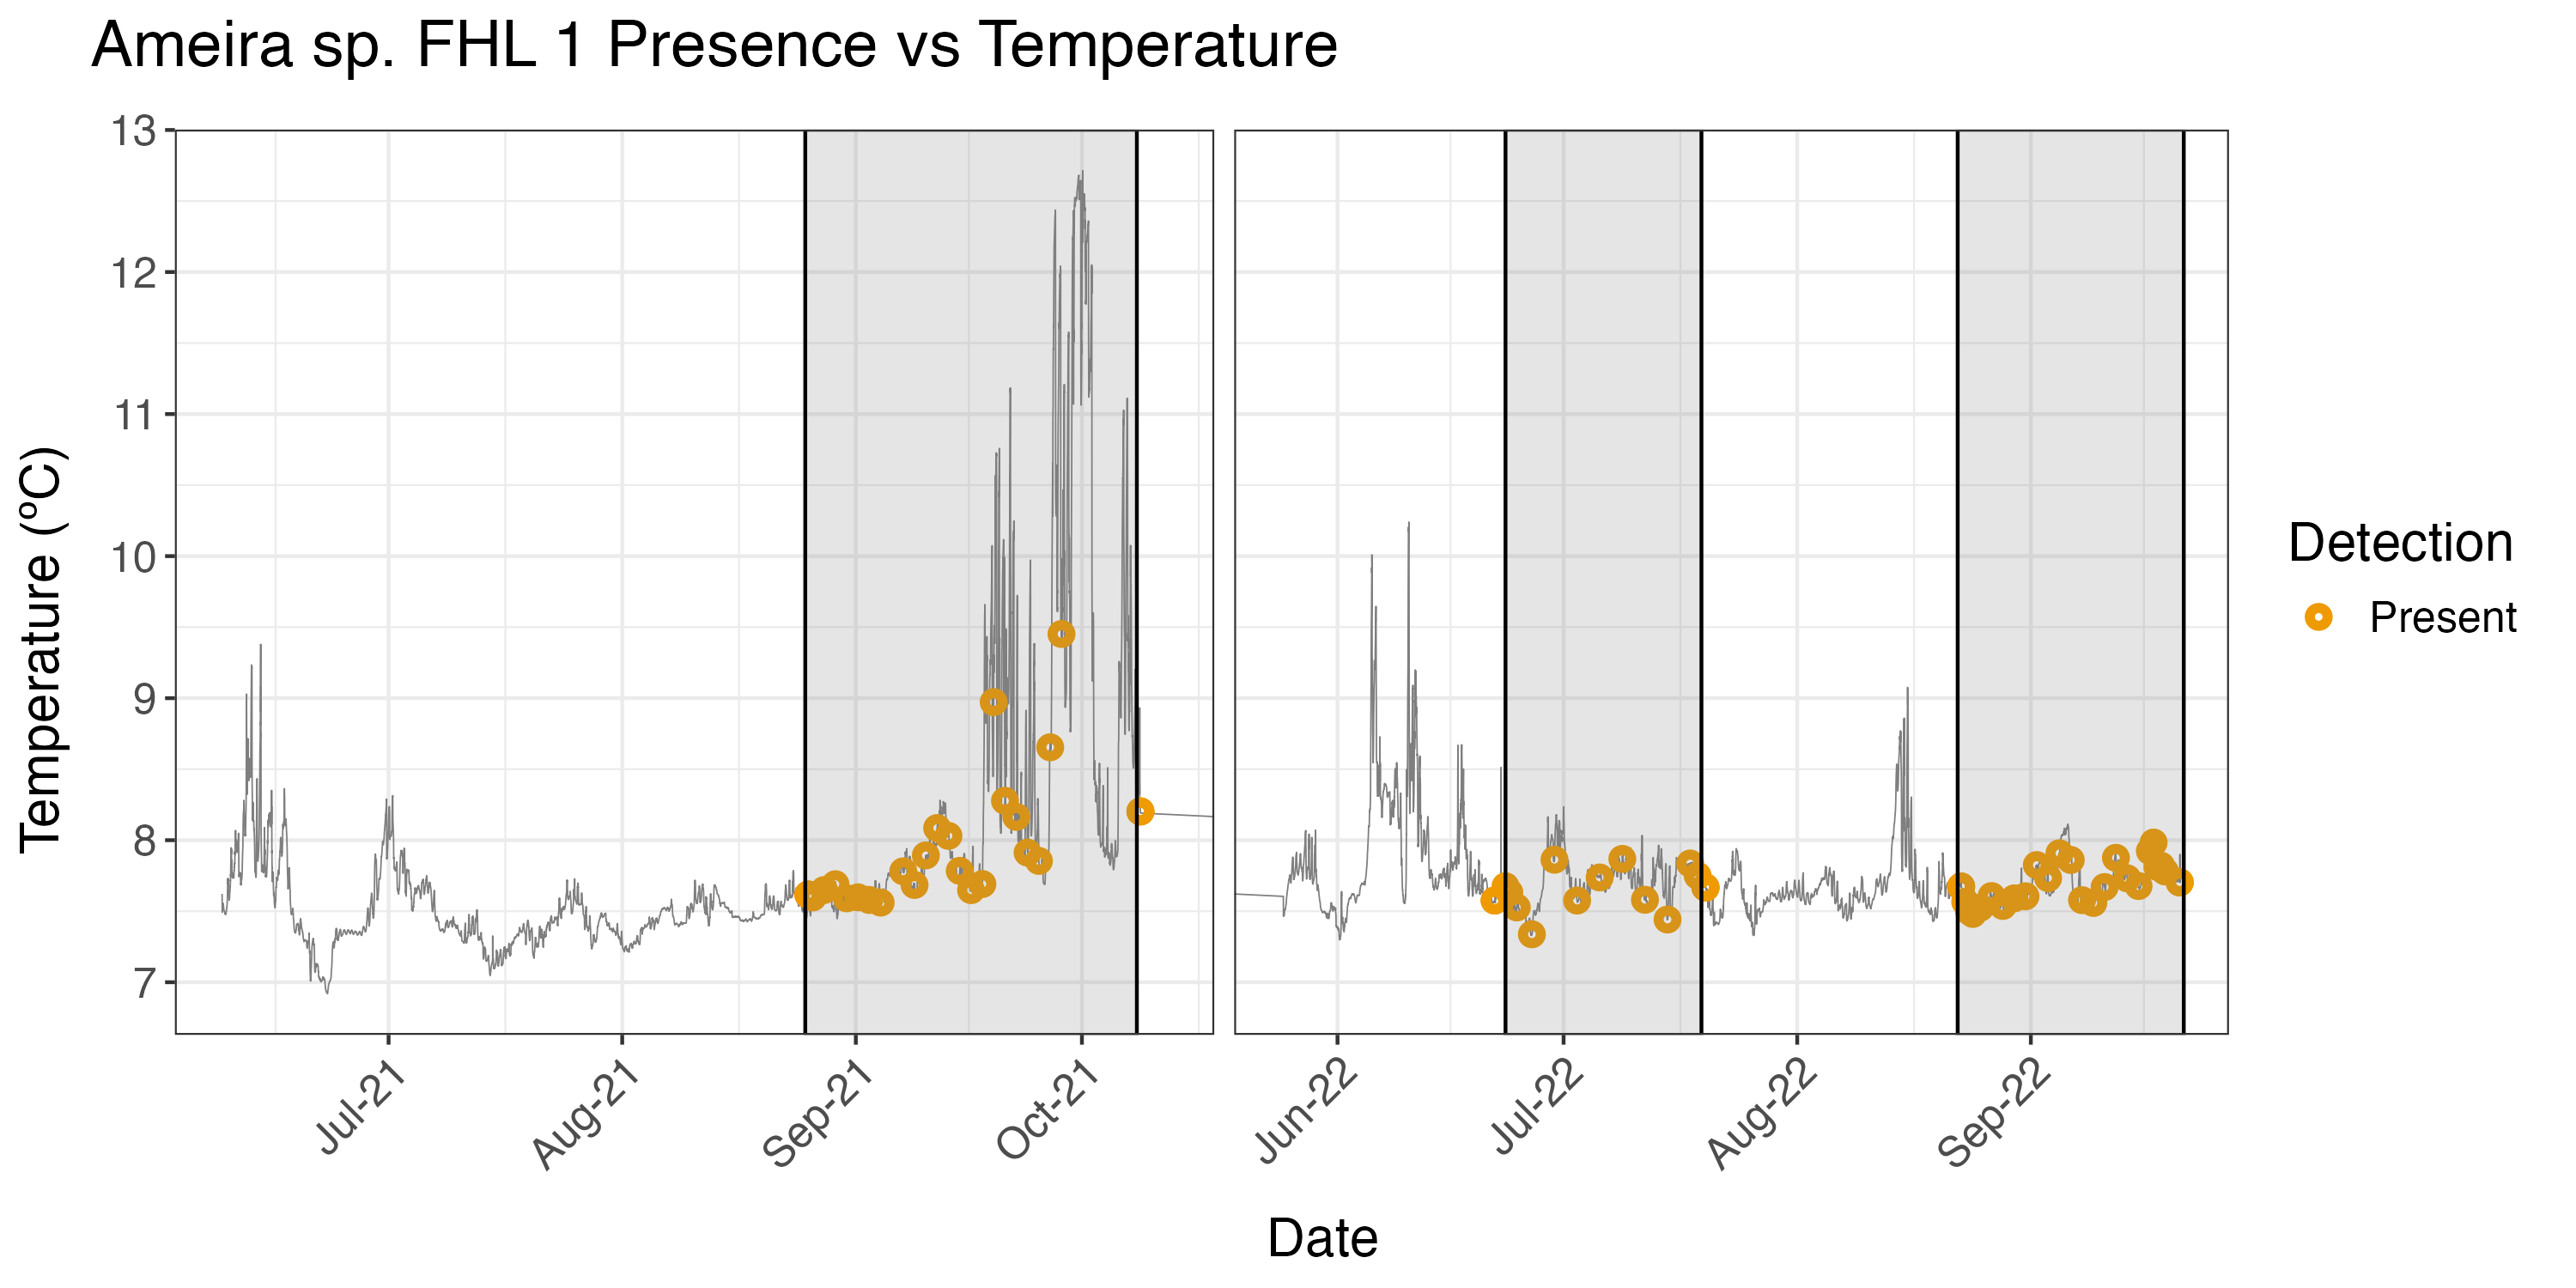 Ameira sp. FHL 1 Presence vs Temperature
Temperature (ºC)
13
12
11
10
9
8
7
Jul-21
Aug-21
Sep-21
Oct-21
Jun-22
Jul-22
Aug-22
Sep-22
Date
Detection
Present